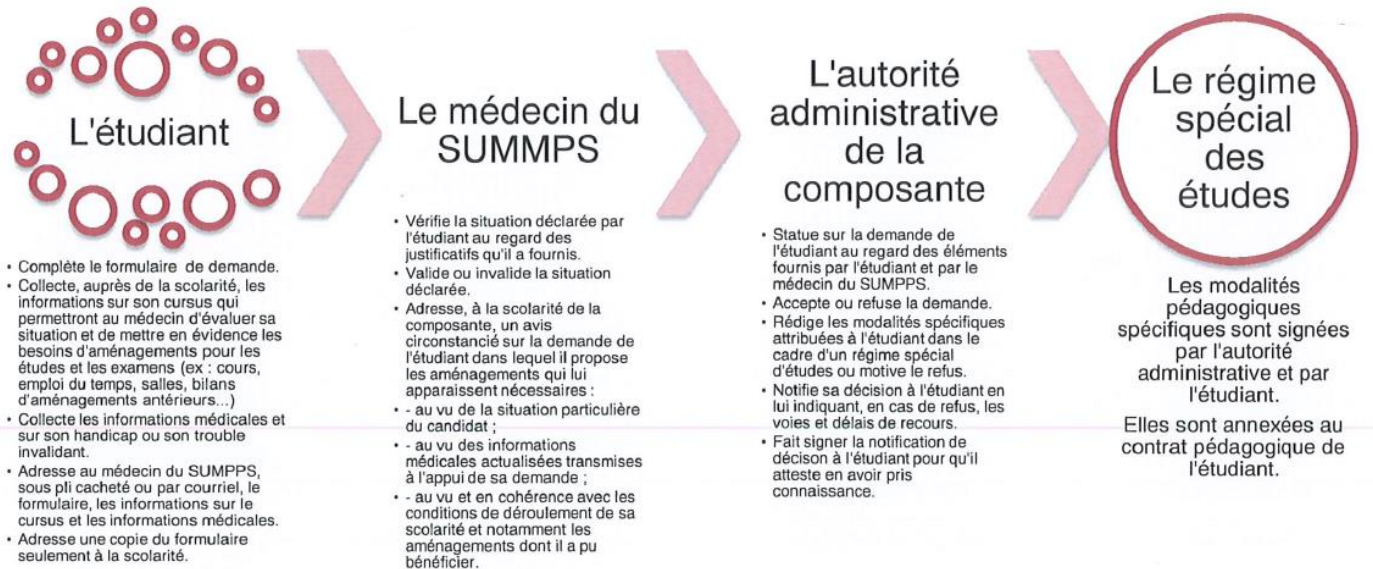 L'étudiant
• Complète le formulaire de demande.
• Collecte, auprès de la scolarité, les
informations sur son cursus qui
permettront au médecin d'évaluer sa
situation et de mettre en évidence les
besoins d'aménagements pour les
études et les examens (ex : cours,
emploi du temps, salles, bilans
d'aménagements antérieurs...)
• Collecte les informations médicales et
sur son handicap ou son trouble
invalidant.
• Adresse au médecin du SUMPPS,
sous pli cacheté ou par courriel, le
formulaire, les informations sur le
cursus et les informations médicales.
• Adresse une copie du formulaire
seulement à la scolarité.
Le médecin du
SUMMPS
• Vérifie la situation déclarée par
l'étudiant au regard des
justificatifs qu'il a fournis.
• Valide ou invalide la situation
déclarée.
• Adresse, à la scolarité de la
composante, un avis
circonstancié sur la demande de
l'étudiant dans lequel il propose
les aménagements qui lui
apparaissent nécessaires :
• - au vu de la situation particulière
du candidat ;
• - au vu des informations
médicales actualisées transmises
à l'appui de sa demande ;
• - au vu et en cohérence avec les
conditions de déroulement de sa
scolarité et notamment les
aménagements dont il a pu
bénéficier.
L'autorité
administrative
de la
composante
• Statue sur la demande de
l'étudiant au regard des éléments
fournis par l'étudiant et par le
médecin du SUMPPS.
• Accepte ou refuse la demande.
• Rédige les modalités spécifiques
attribuées à l'étudiant dans le
cadre d'un régime spécial
d'études ou motive le refus.
• Notifie sa décision à l'étudiant en
lui indiquant, en cas de refus, les
voies et délais de recours.
• Fait signer la notification de
décison à l'étudiant pour qu'il
atteste en avoir pris
connaissance.
Le régime
spécial
des
études
Les modalités
pédagogiques
spécifiques sont signées
par l'autorité
administrative et par
l'étudiant.
Elles sont annexées au
contrat pédagogique de
l'étudiant.